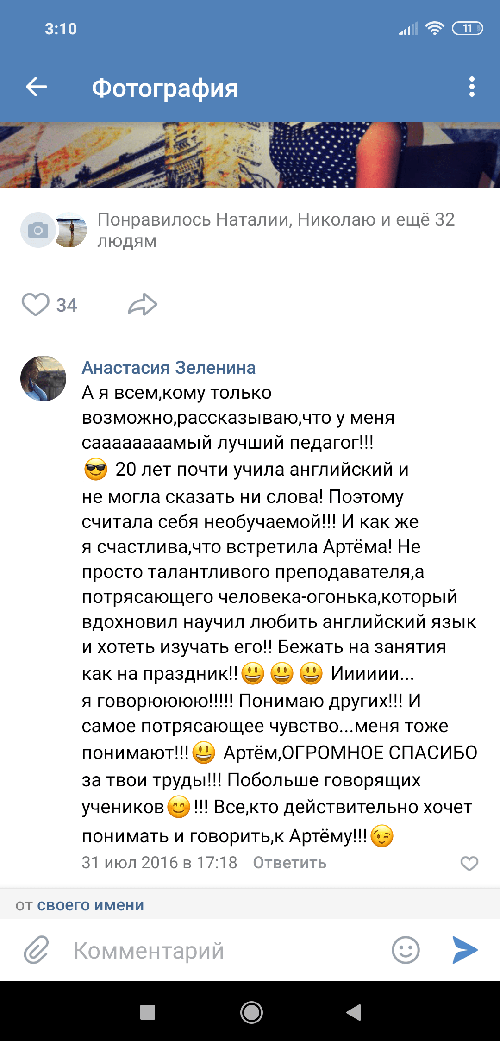 3:10
11
Фотография
Понравилось Наталии, Николаю и ещё 32
людям
34
Анастасия Зеленина
А я всем,кому только
возможно,рассказываю,что у меня
сааааааааамый лучший педагог!!!
😎 20 лет почти учила английский и
не могла сказать ни слова! Поэтому
считала себя необучаемой!!! И как же
я счастлива,что встретила Артёма! Не
просто талантливого преподавателя,а
потрясающего человека-огонька,который
вдохновил научил любить английский язык
и хотеть изучать его!! Бежать на занятия
как на праздник!!😃 😃 😃 Ииииии...
я говорюююю!!!!! Понимаю других!!! И
самое потрясающее чувство...меня тоже
понимают!!!😃 Артём,ОГРОМНОЕ СПАСИБО
за твои труды!!! Побольше говорящих
учеников😊!!! Все,кто действительно хочет
понимать и говорить,к Артёму!!!😉
31 июл 2016 в 17:18 Ответить
от своего имени
Комментарий